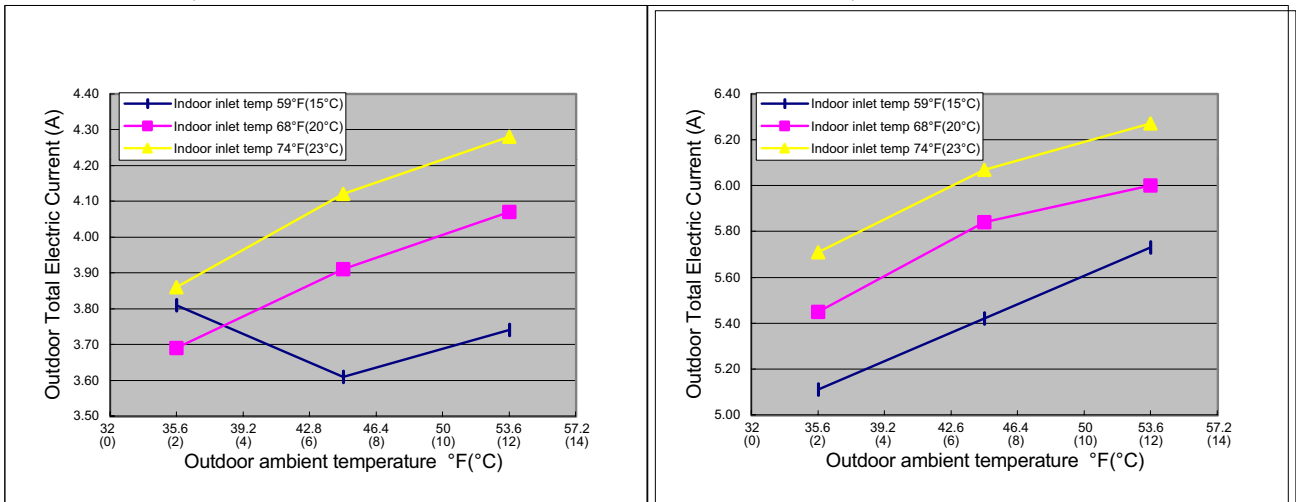 4.40
4.30
4.20
4.10
4.00
3.90
3.80
3.70
3.60
3.50
Outdoor Total Electric Current (A)
Indoor inlet temp 59°F(15°C)
Indoor inlet temp 68°F(20°C)
Indoor inlet temp 74°F(23°C)
32 35.6 39.2 42.8 46.4 50 53.6 57.2
(0) (2) (4) (6) (8) (10) (12) (14)
Outdoor ambient temperature °F(°C)
6.40
6.20
6.00
5.80
5.60
5.40
5.20
5.00
Outdoor Total Electric Current (A)
Indoor inlet temp 59°F(15°C)
Indoor inlet temp 68°F(20°C)
Indoor inlet temp 74°F(23°C)
32 35.6 39.2 42.6 46.4 50 53.6 57.2
(0) (2) (4) (6) (8) (10) (12) (14)
Outdoor ambient temperature °F(°C)